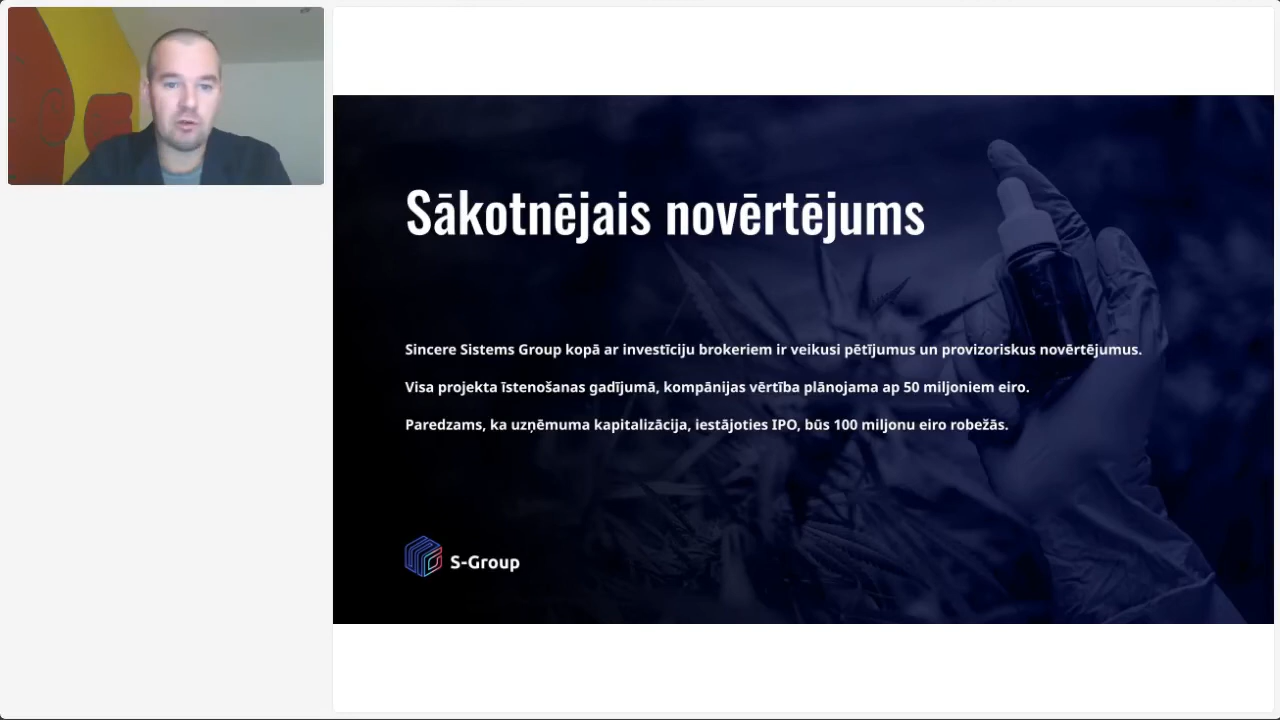 Sākotnējais novērtējums
Sincere Sistems Group kopā ar investīciju brokeriem ir veikusi pētījumus un provizoriskus novērtējumus.
Visa projekta īstenošanas gadījumā, kompānijas vērtība plānojama ap 50 miljoniem eiro.
Paredzams, ka uzņēmuma kapitalizācija, iestājoties IPO, būs 100 miljonu eiro robežās.
S-Group